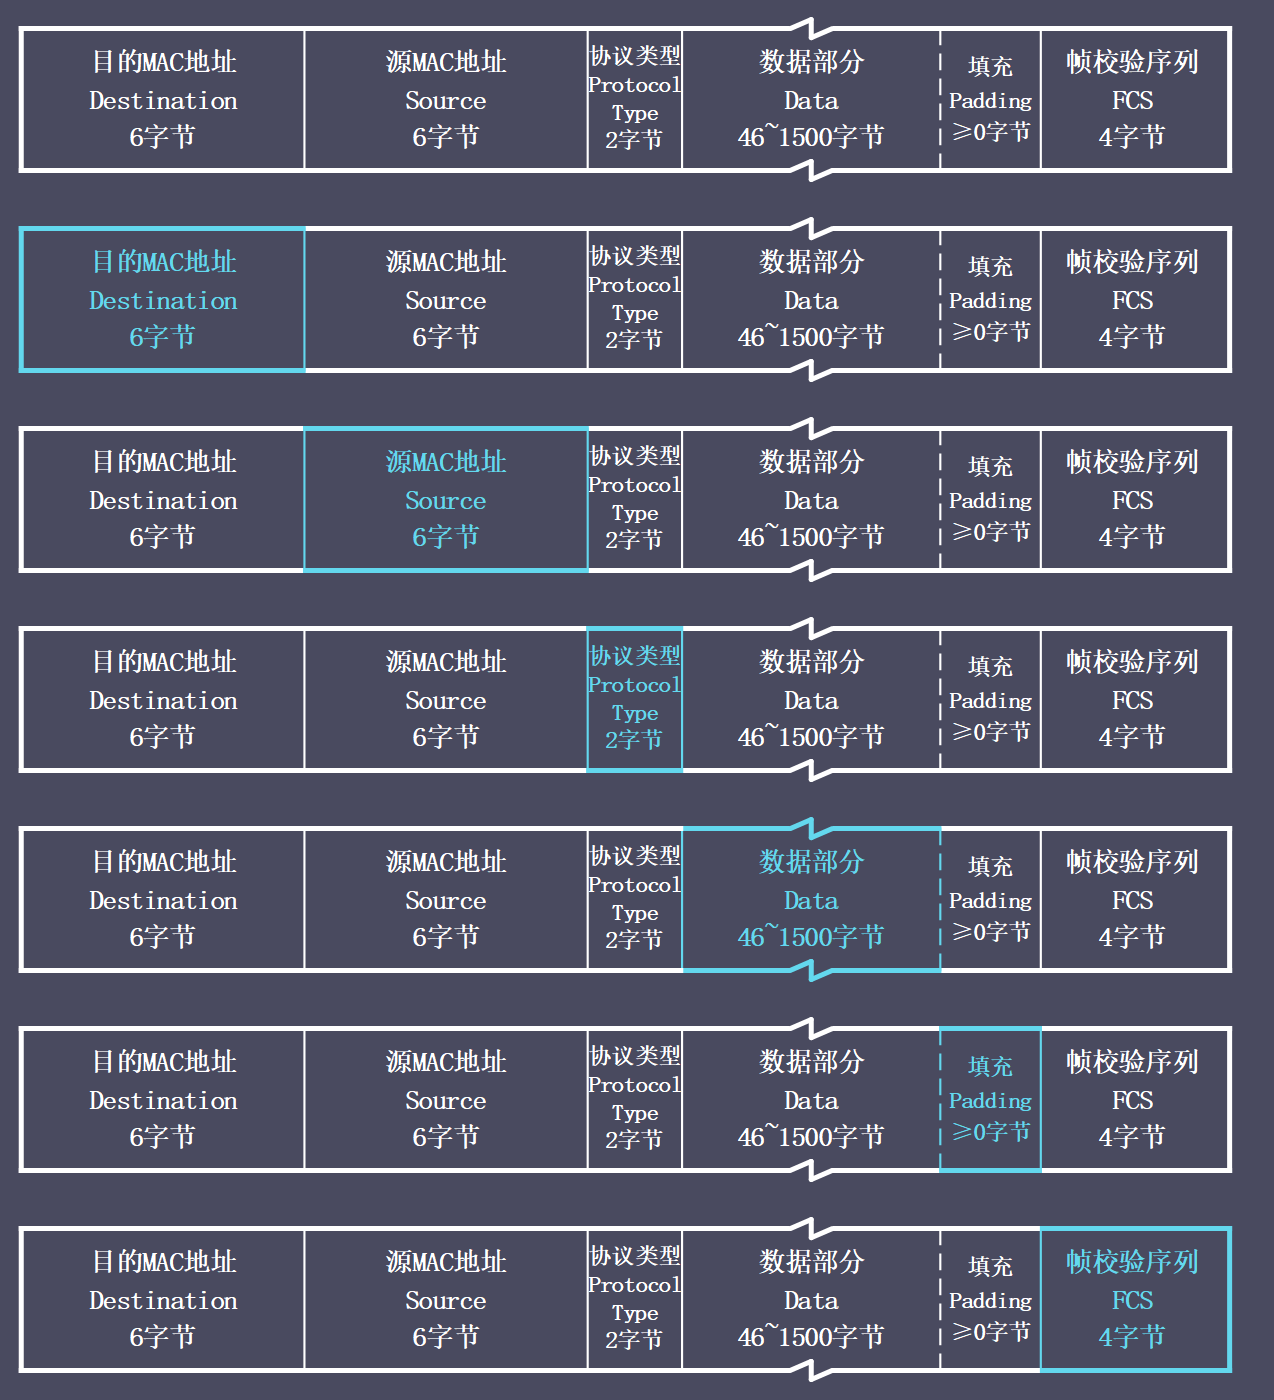 目的MAC地址
Destination
6字节
源MAC地址
Source
6字节
协议类型
Protocol
Type
2字节
数据部分
Data
46~1500字节
填充
Padding
≥0字节
帧校验序列
FCS
4字节
目的MAC地址
Destination
6字节
源MAC地址
Source
6字节
协议类型
Protocol
Type
2字节
数据部分
Data
46~1500字节
填充
Padding
≥0字节
帧校验序列
FCS
4字节
目的MAC地址
Destination
6字节
源MAC地址
Source
6字节
协议类型
Protocol
Type
2字节
数据部分
Data
46~1500字节
填充
Padding
≥0字节
帧校验序列
FCS
4字节
目的MAC地址
Destination
6字节
源MAC地址
Source
6字节
协议类型
Protocol
Type
2字节
数据部分
Data
46~1500字节
填充
Padding
≥0字节
帧校验序列
FCS
4字节
目的MAC地址
Destination
6字节
源MAC地址
Source
6字节
协议类型
Protocol
Type
2字节
数据部分
Data
46~1500字节
填充
Padding
≥0字节
帧校验序列
FCS
4字节
目的MAC地址
Destination
6字节
源MAC地址
Source
6字节
协议类型
Protocol
Type
2字节
数据部分
Data
46~1500字节
填充
Padding
≥0字节
帧校验序列
FCS
4字节
目的MAC地址
Destination
6字节
源MAC地址
Source
6字节
协议类型
Protocol
Type
2字节
数据部分
Data
46~1500字节
填充
Padding
≥0字节
帧校验序列
FCS
4字节